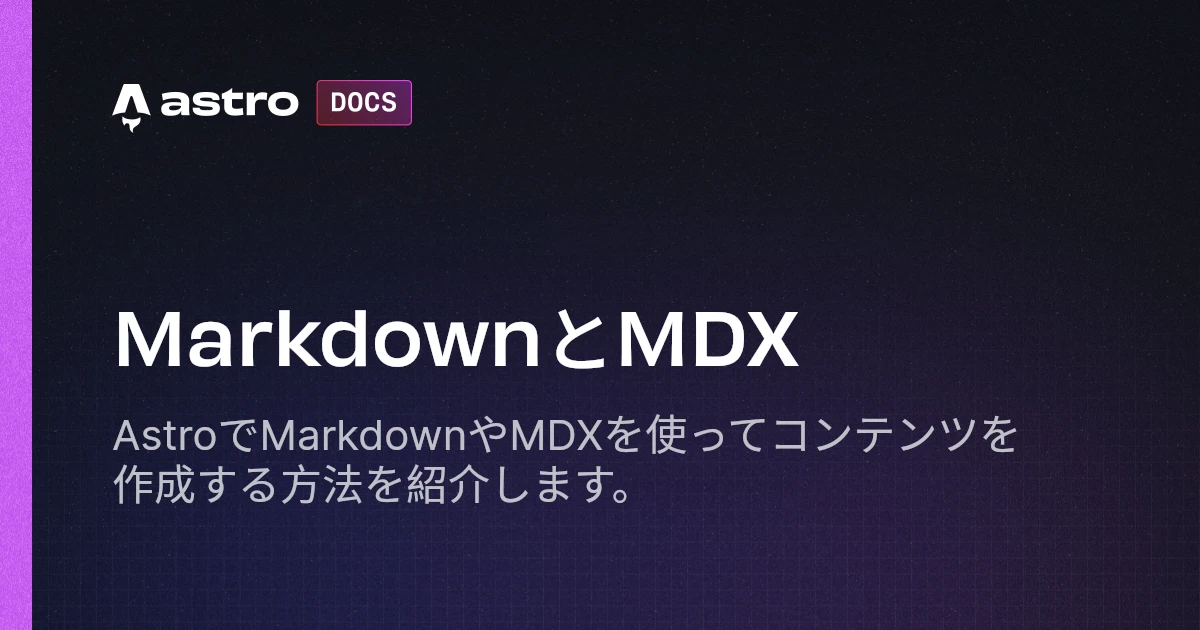 astro DOCS
MarkdownとMDX
AstroでMarkdownやMDXを使ってコンテンツを
作成する方法を紹介します。